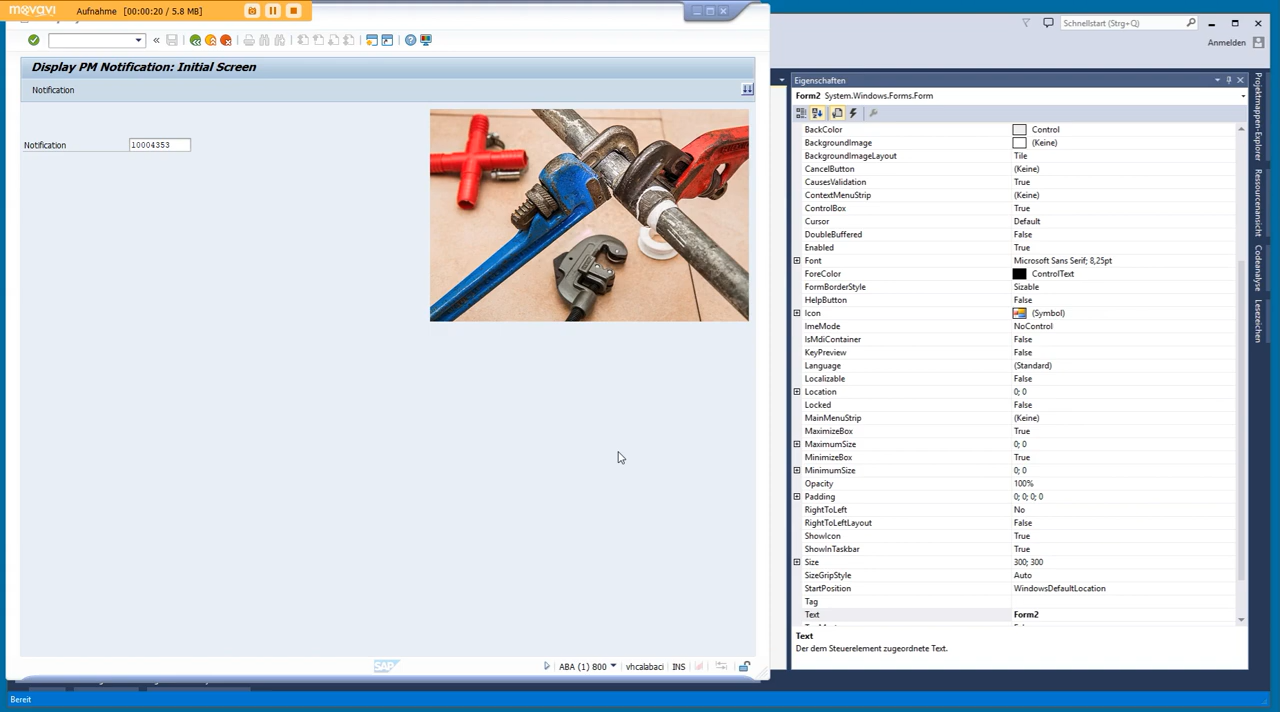 movavi
Aufnahme [00:00:20 / 5.8 MB]
Schnellstart (Strg+Q)
Anmelden
Display PM Notification: Initial Screen
Notification
Notification 10004353
Eigenschaften
Form2 System.Windows.Forms.Form
BackColor Control
BackgroundImage (Keine)
BackgroundImageLayout Tile
CancelButton (Keine)
CausesValidation True
ContextMenuStrip (Keine)
ControlBox True
Cursor Default
DoubleBuffered False
Enabled True
Font Microsoft Sans Serif; 8,25pt
ForeColor ControlText
FormBorderStyle Sizable
HelpButton False
Icon (Symbol)
ImeMode NoControl
IsMdiContainer False
KeyPreview False
Language (Standard)
Localizable False
Location 0; 0
Locked False
MainMenuStrip (Keine)
MaximizeBox True
MaximumSize 0; 0
MinimizeBox True
MinimumSize 0; 0
Opacity 100%
Padding 0; 0; 0; 0
RightToLeft No
RightToLeftLayout False
ShowIcon True
ShowInTaskbar True
Size 300; 300
SizeGripStyle Auto
StartPosition WindowsDefaultLocation
Tag
Text Form2
Text
Der dem Steuerelement zugeordnete Text.
Projektmappen-Explorer
Ressourcenansicht
Codeanalyse
Lesezeichen
SAP
ABA (1) 800 vhcalabaci INS
Bereit